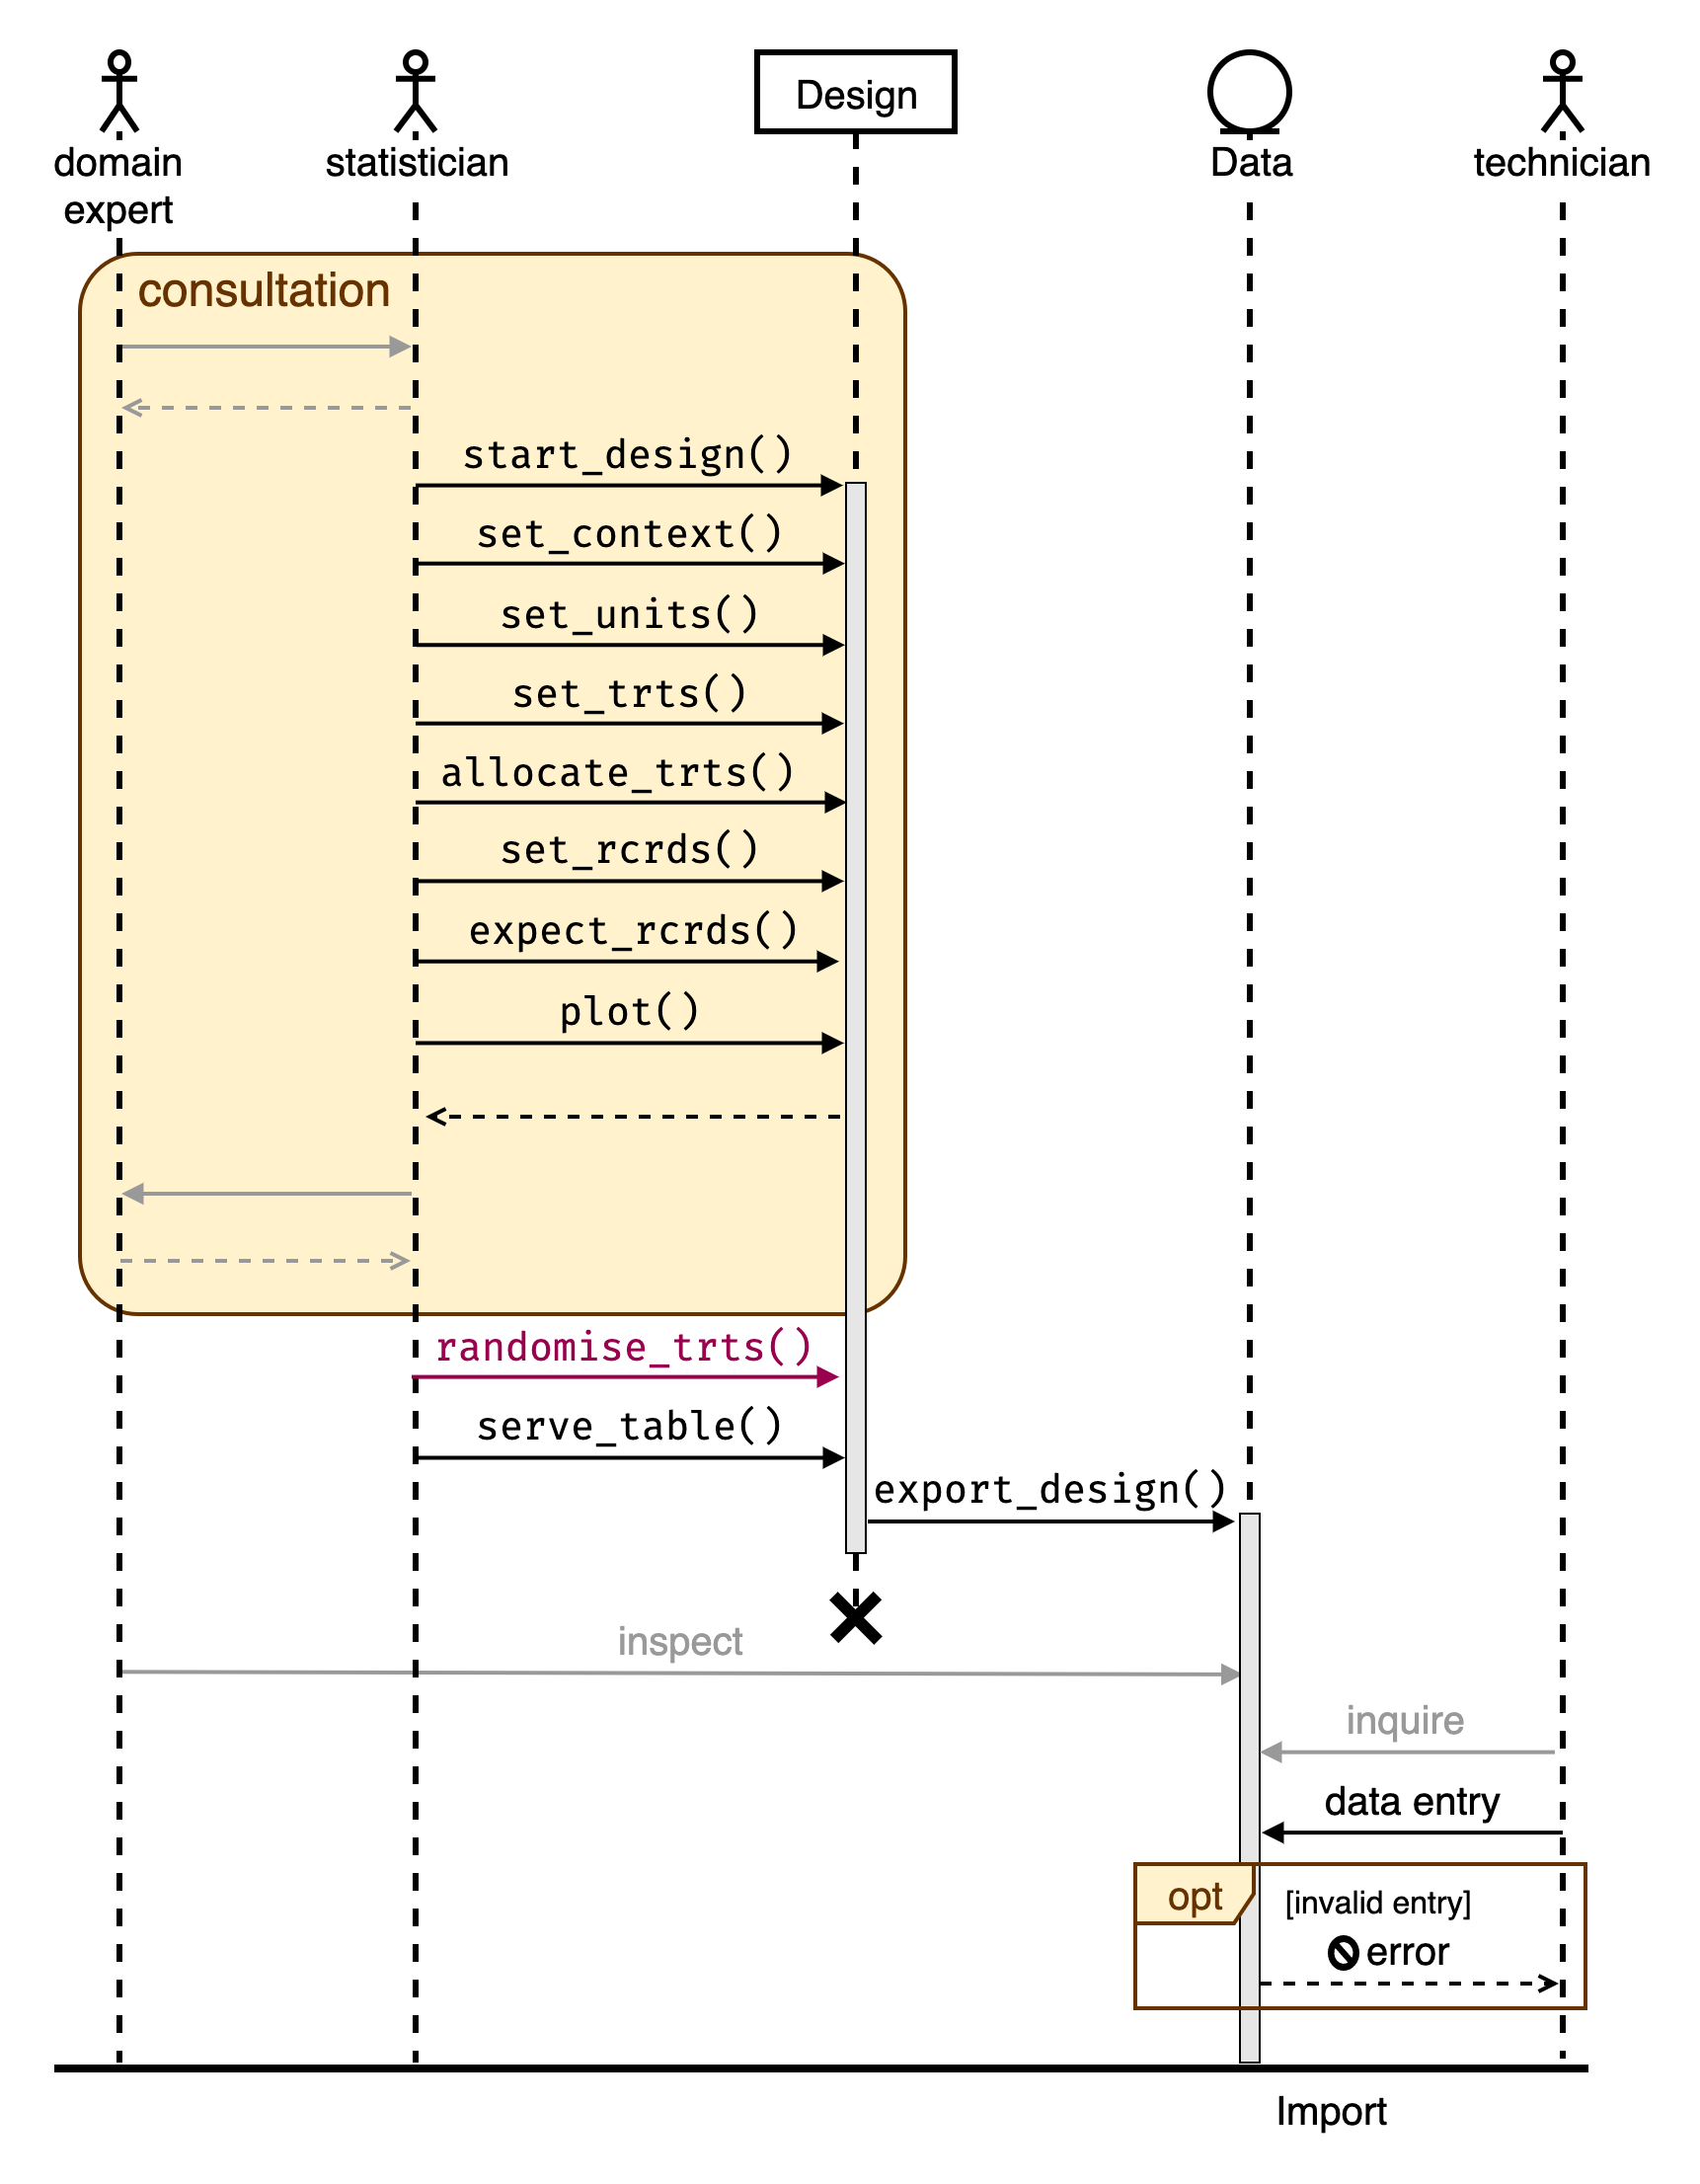 domain
expert
statistician
Design
Data
technician
consultation
start_design()
set_context()
set_units()
set_trts()
allocate_trts()
set_rcrds()
expect_rcrds()
plot()
randomise_trts()
serve_table()
export_design()
inspect
inquire
data entry
opt
[invalid entry]
error
Import